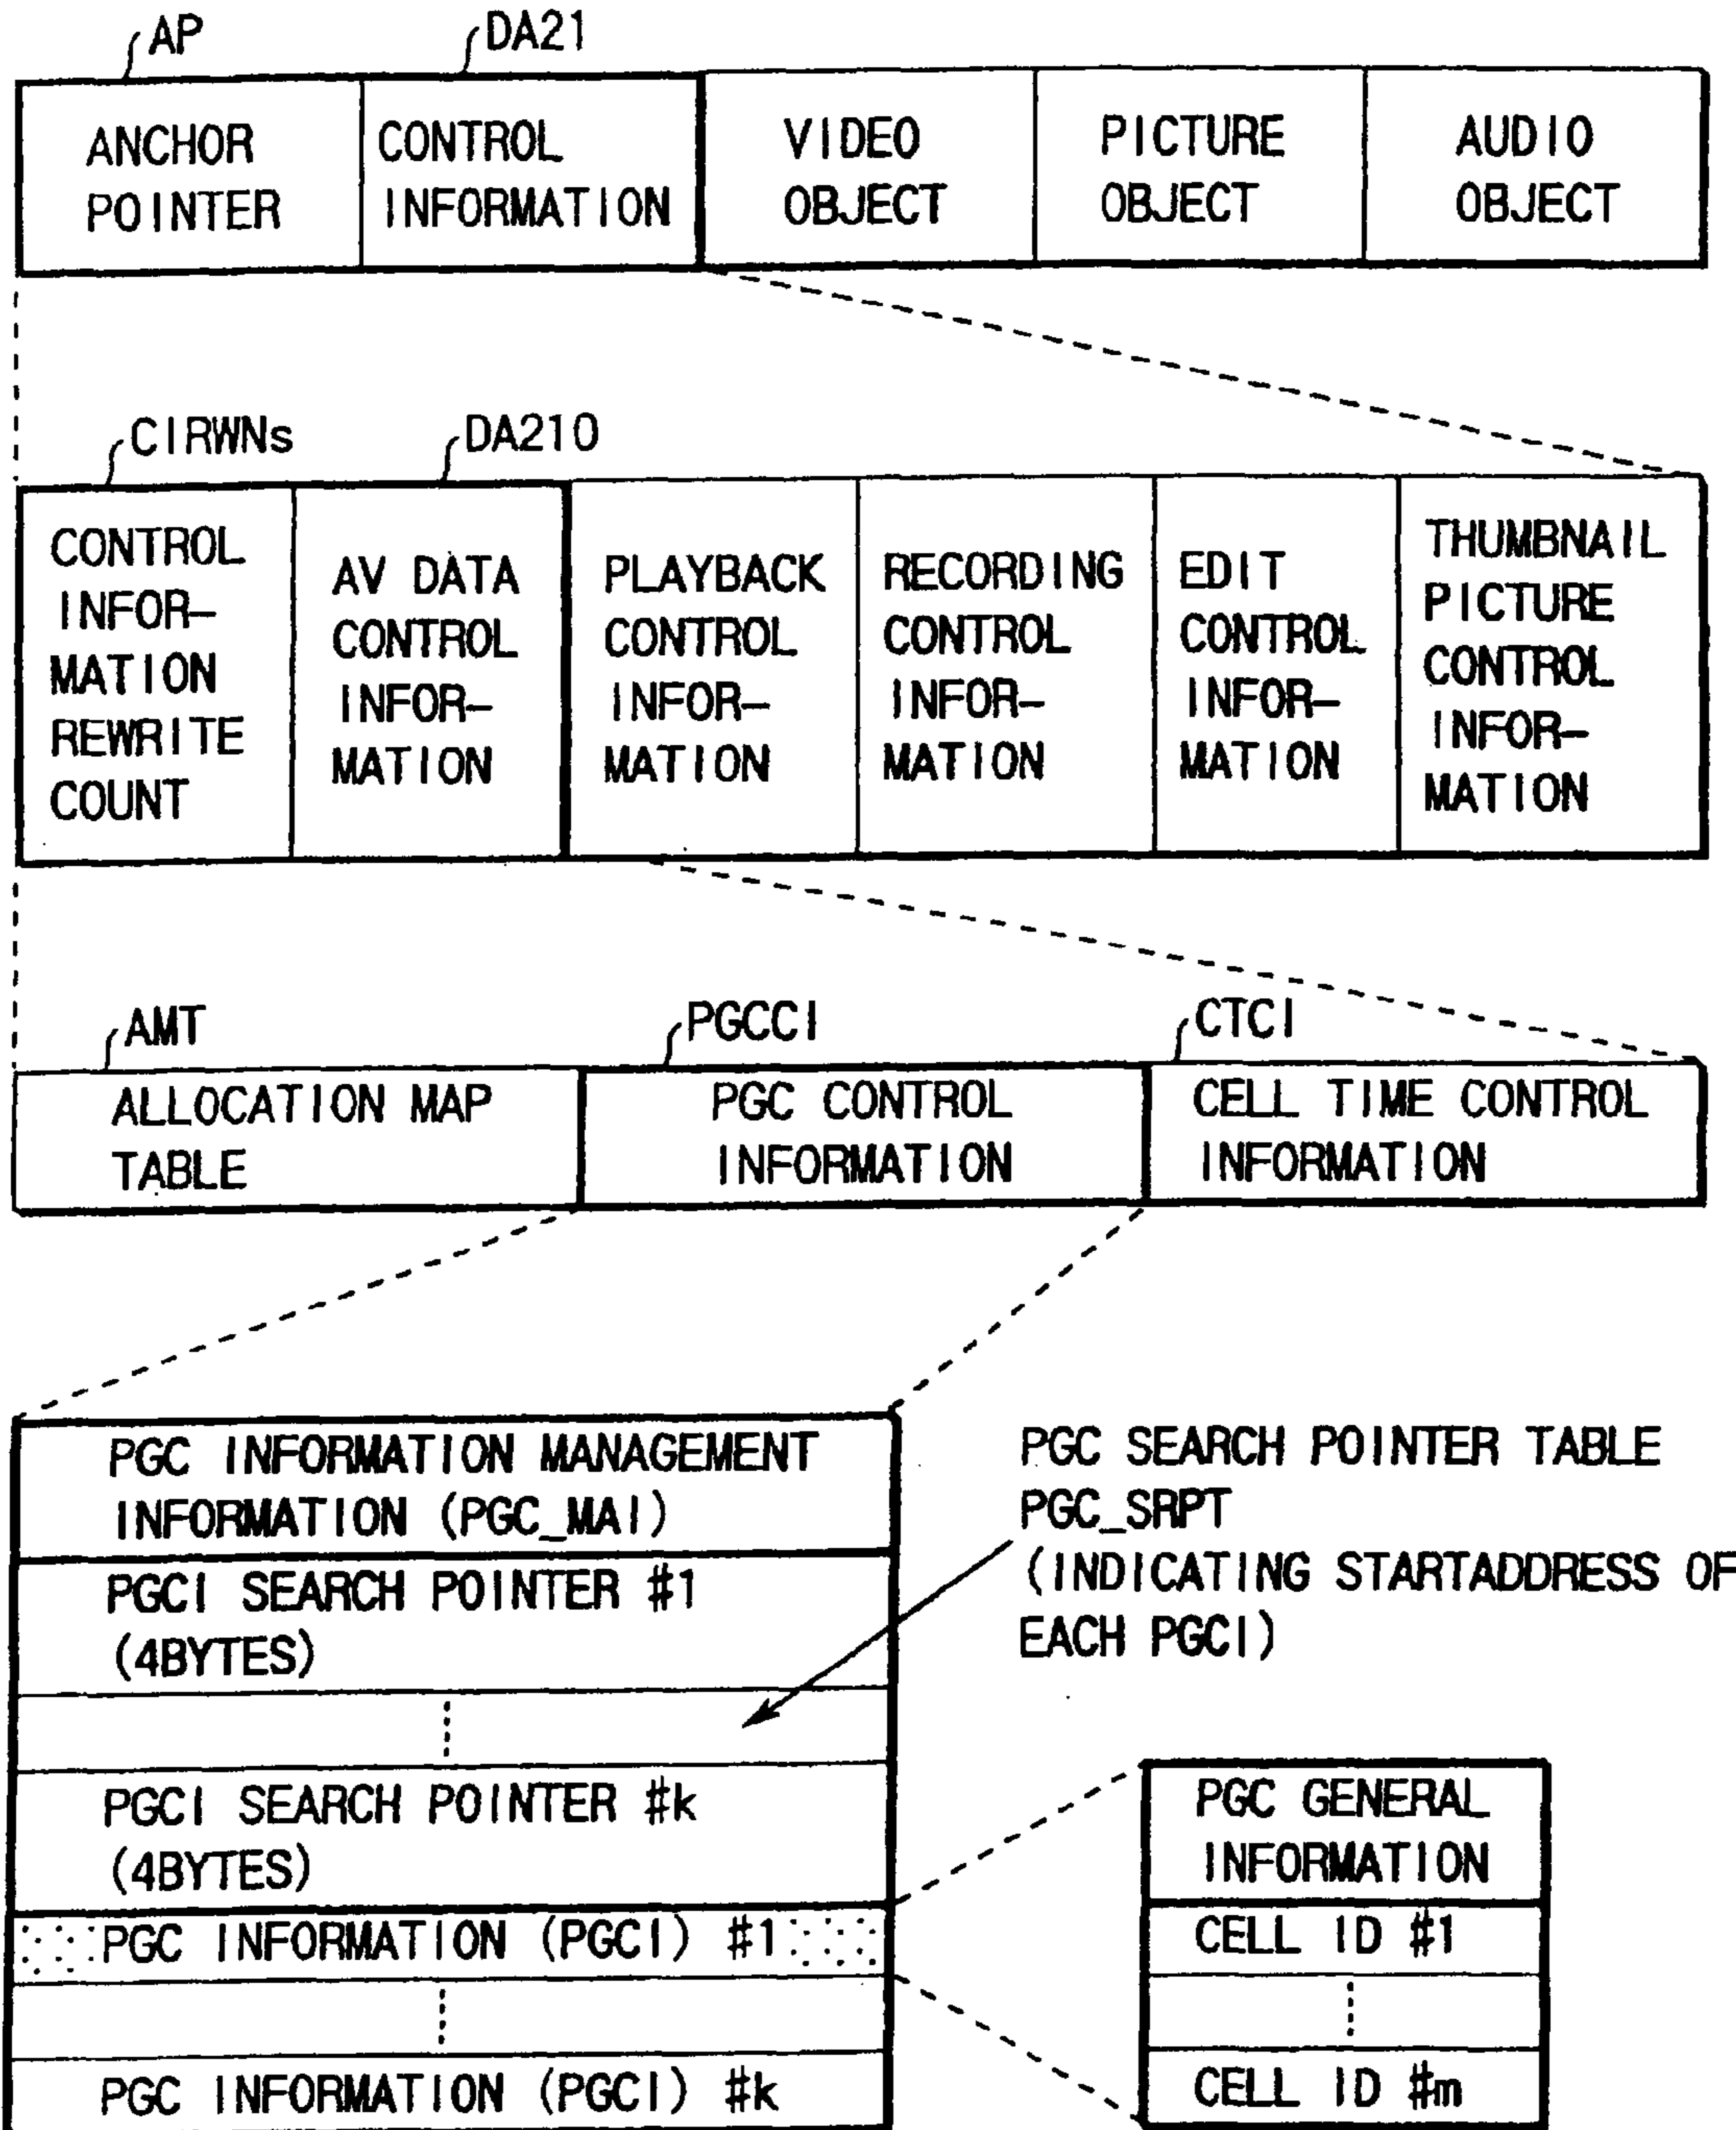 AP
DA21
ANCHOR
POINTER
CONTROL
INFORMATION
VIDEO
OBJECT
PICTURE
OBJECT
AUDIO
OBJECT
CIRWNs
DA210
CONTROL
INFOR-
MATION
REWRITE
COUNT
AV DATA
CONTROL
INFOR-
MATION
PLAYBACK
CONTROL
INFOR-
MATION
RECORDING
CONTROL
INFOR-
MATION
EDIT
CONTROL
INFOR-
MATION
THUMBNAIL
PICTURE
CONTROL
INFOR-
MATION
AMT
PGCCI
CTCI
ALLOCATION MAP
TABLE
PGC CONTROL
INFORMATION
CELL TIME CONTROL
INFORMATION
PGC INFORMATION MANAGEMENT
INFORMATION (PGC_MAI)
PGCI SEARCH POINTER #1
(4BYTES)
PGCI SEARCH POINTER #k
(4BYTES)
PGC INFORMATION (PGCI) #1
PGC INFORMATION (PGCI) #k
PGC SEARCH POINTER TABLE
PGC_SRPT
(INDICATING STARTADDRESS OF
EACH PGCI)
PGC GENERAL
INFORMATION
CELL ID #1
CELL ID #m